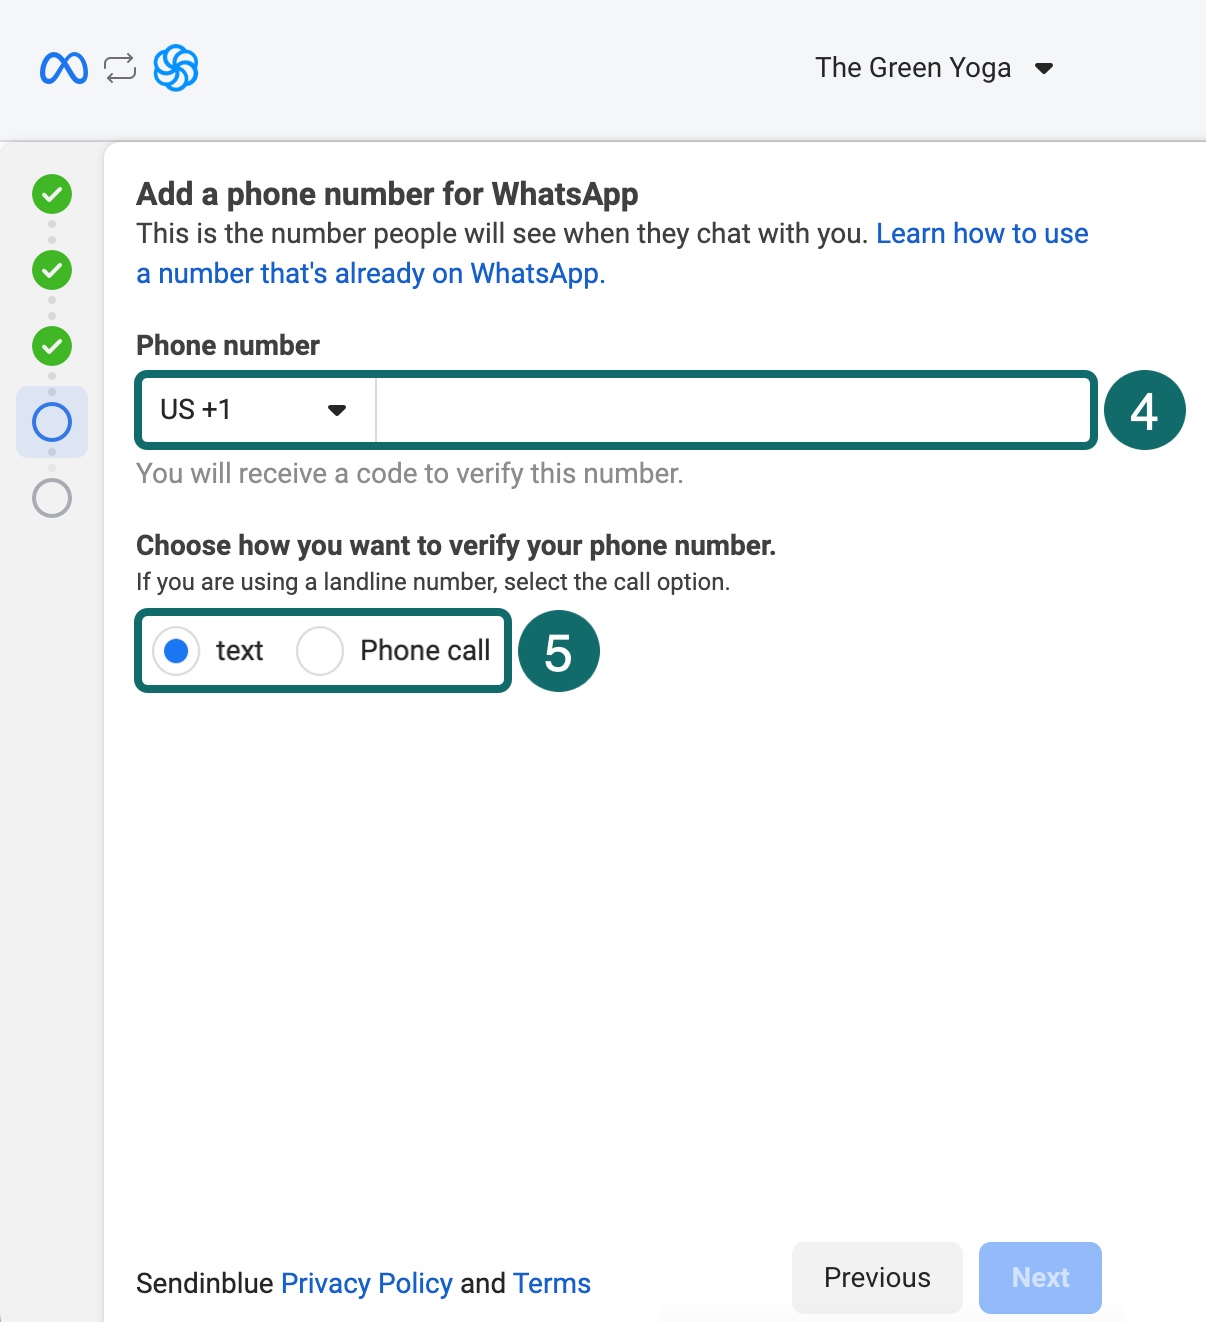 The Green Yoga
Add a phone number for WhatsApp
This is the number people will see when they chat with you. Learn how to use
a number that's already on WhatsApp.
Phone number
US +1
4
You will receive a code to verify this number.
Choose how you want to verify your phone number.
If you are using a landline number, select the call option.
text Phone call
5
Sendinblue Privacy Policy and Terms
Previous
Next